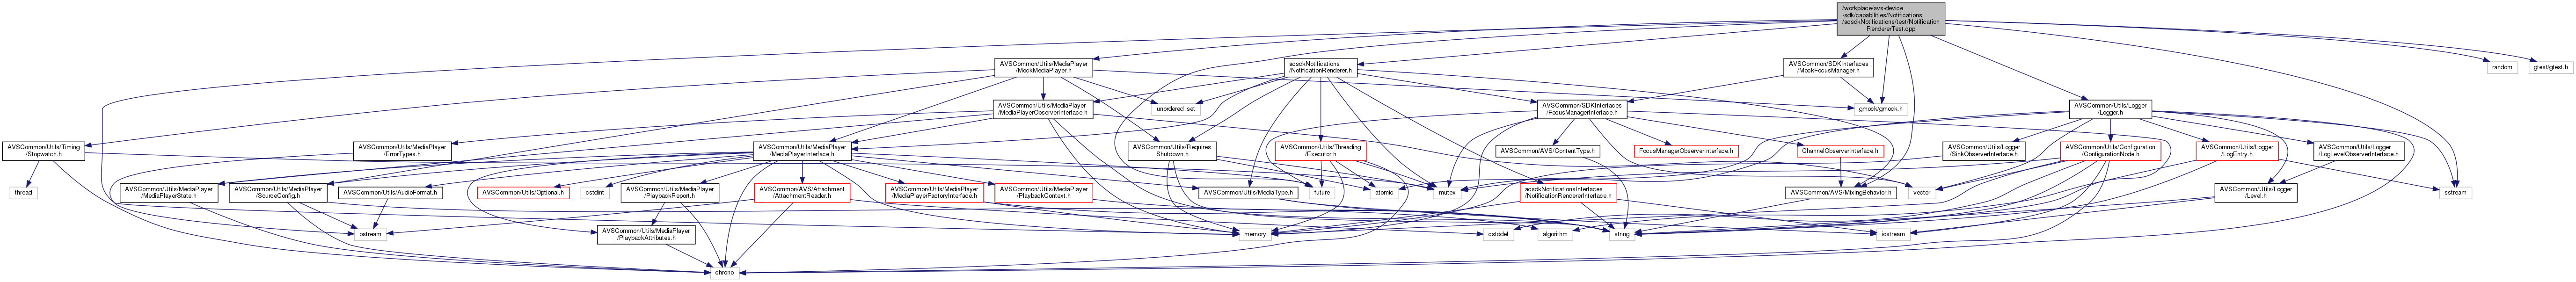 /workplace/avs-device
-sdk/capabilities/Notifications
/acsdkNotifications/test/Notification
RendererTest.cpp
AVSCommon/Utils/MediaPlayer
/MockMediaPlayer.h
acsdkNotifications
/NotificationRenderer.h
AVSCommon/SDKInterfaces
/MockFocusManager.h
random
gtest/gtest.h
AVSCommon/Utils/MediaPlayer
/MediaPlayerObserverInterface.h
unordered_set
AVSCommon/SDKInterfaces
/FocusManagerInterface.h
gmock/gmock.h
AVSCommon/Utils/Logger
/Logger.h
AVSCommon/Utils/Timing
/Stopwatch.h
AVSCommon/Utils/MediaPlayer
/ErrorTypes.h
AVSCommon/Utils/MediaPlayer
/MediaPlayerInterface.h
AVSCommon/Utils/Requires
Shutdown.h
AVSCommon/Utils/Threading
/Executor.h
AVSCommon/AVS/ContentType.h
FocusManagerObserverInterface.h
ChannelObserverInterface.h
AVSCommon/Utils/Logger
/SinkObserverInterface.h
AVSCommon/Utils/Configuration
/ConfigurationNode.h
AVSCommon/Utils/Logger
/LogEntry.h
AVSCommon/Utils/Logger
/LogLevelObserverInterface.h
thread
AVSCommon/Utils/MediaPlayer
/MediaPlayerState.h
AVSCommon/Utils/MediaPlayer
/SourceConfig.h
AVSCommon/Utils/AudioFormat.h
AVSCommon/Utils/Optional.h
cstdint
AVSCommon/Utils/MediaPlayer
/PlaybackReport.h
AVSCommon/AVS/Attachment
/AttachmentReader.h
AVSCommon/Utils/MediaPlayer
/MediaPlayerFactoryInterface.h
AVSCommon/Utils/MediaPlayer
/PlaybackContext.h
AVSCommon/Utils/MediaType.h
future
atomic
mutex
acsdkNotificationsInterfaces
/NotificationRendererInterface.h
AVSCommon/AVS/MixingBehavior.h
vector
AVSCommon/Utils/Logger
/Level.h
sstream
ostream
AVSCommon/Utils/MediaPlayer
/PlaybackAttributes.h
memory
cstddef
algorithm
string
iostream
chrono